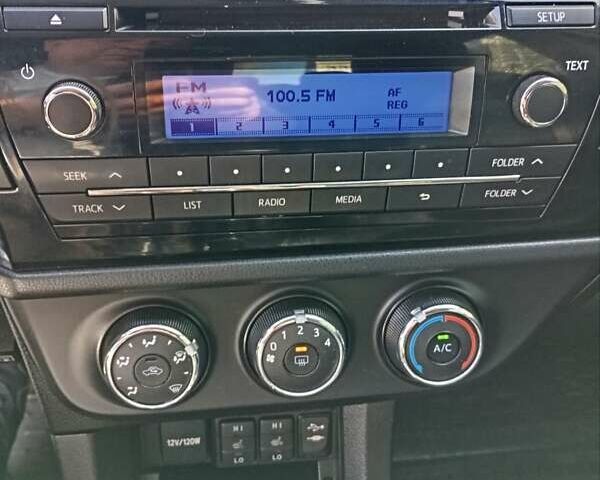 SETUP
TEXT
FM 100.5 FM AF
REG
1 2 3 4 5 6
SEEK FOLDER
TRACK LIST RADIO MEDIA FOLDER
0 1 2 3 4
A/C
12V/120W HI HI
LO LO